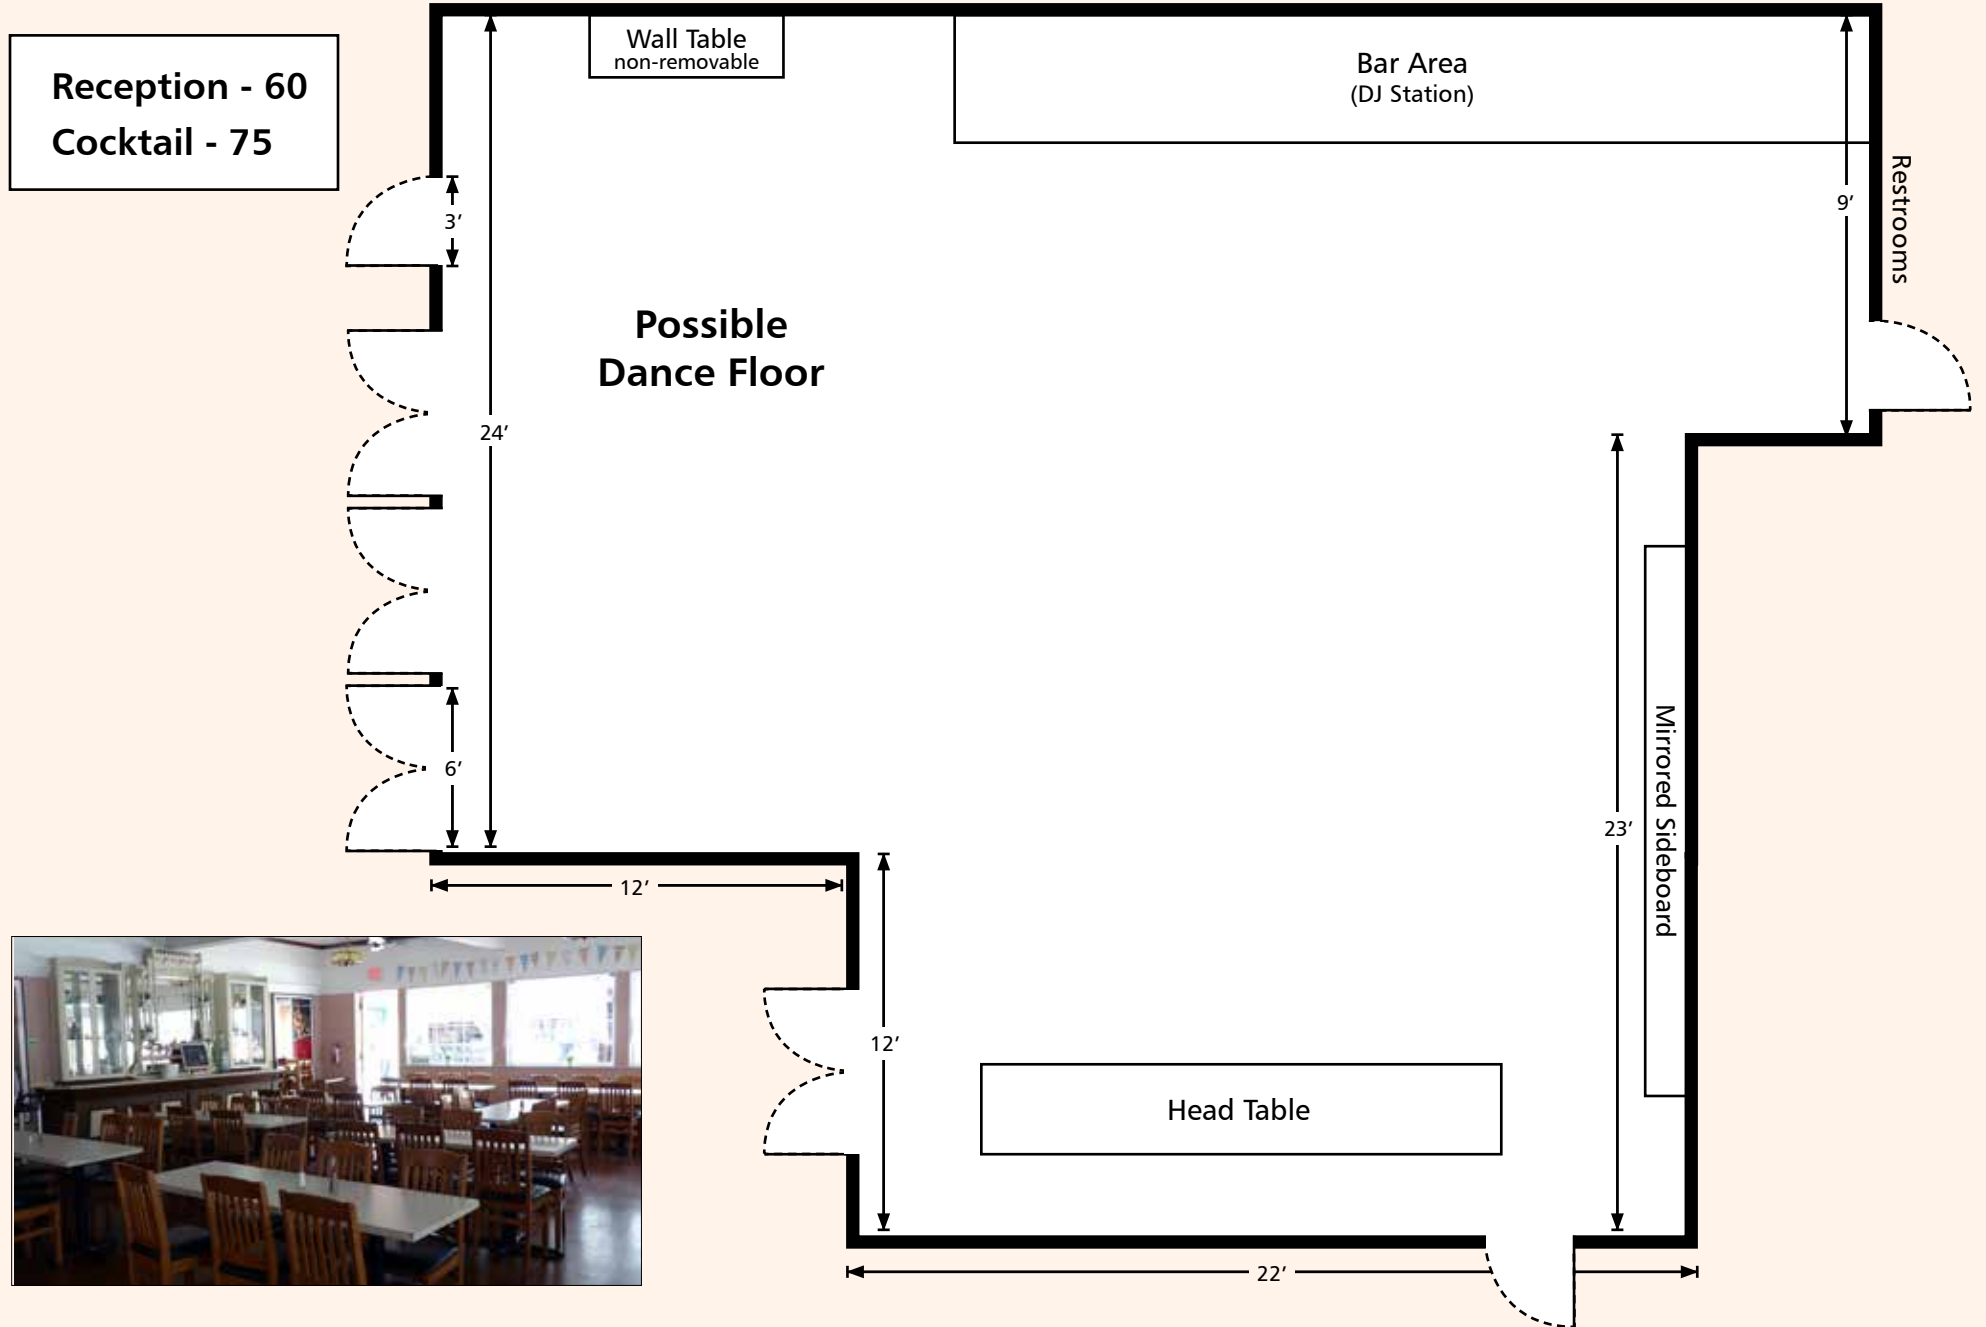 Reception - 60
Cocktail - 75
Wall Table
non-removable
Bar Area
(DJ Station)
Restrooms
3’
9’
Possible
Dance Floor
24’
6’
12’
Mirrored Sideboard
23’
12’
Head Table
22’